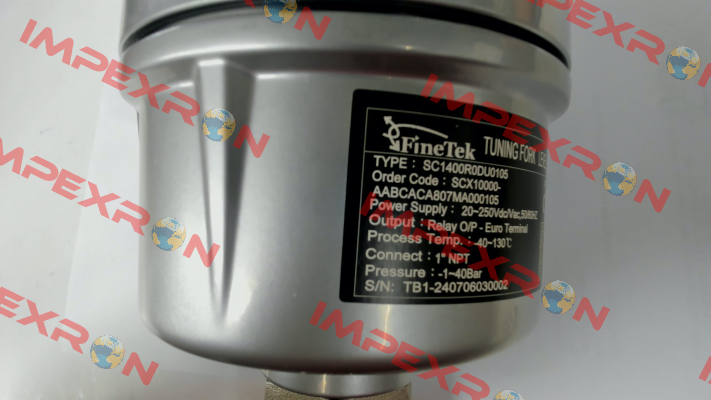 FineTek
TUNING FORK
TYPE : SC1400R0DU0105
Order Code : SCX10000-
AABCACA807MA000105
Power Supply : 20~250Vdc/Vac,50/60HZ
Output : Relay O/P - Euro Terminal
Process Temp. : -40~130℃
Connect : 1" NPT
Pressure : -1~40Bar
S/N: TB1-240706030002
IMPEXRON
IMPEXRON
IMPEXRON
IMPEXRON
IMPEXRON